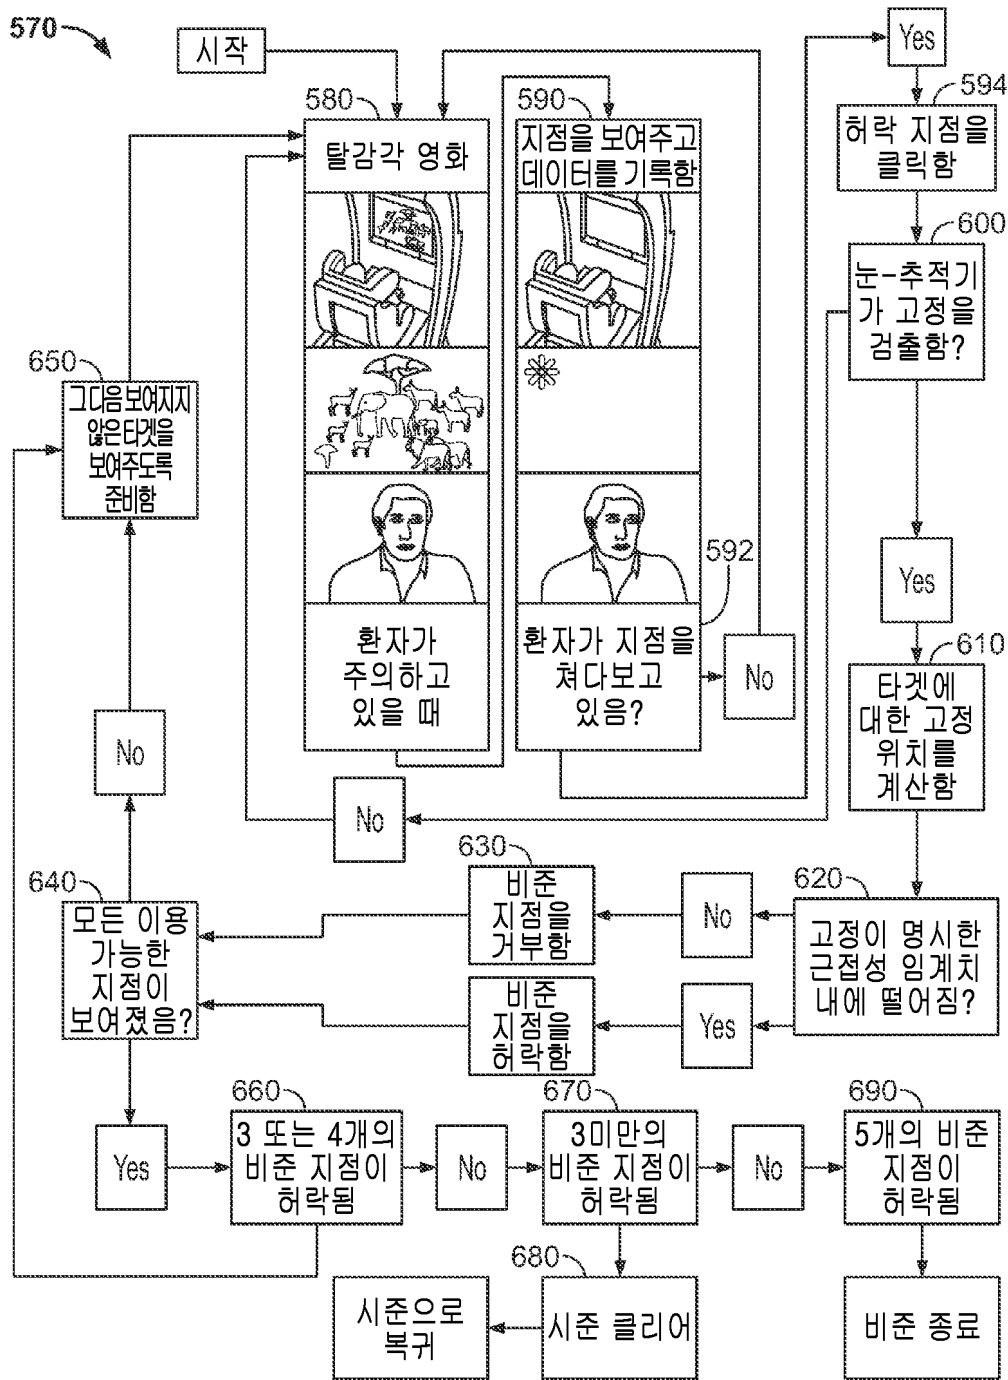 570
시작
580
탈감각 영화
환자가
주의하고
있을 때
590
지점을 보여주고
데이터를 기록함
592
환자가 지점을
쳐다보고
있음?
No
Yes
594
허락 지점을
클릭함
600
눈-추적기
가 고정을
검출함?
No
Yes
610
타겟에
대한 고정
위치를
계산함
620
고정이 명시한
근접성 임계치
내에 떨어짐?
No
Yes
630
비준
지점을
거부함
비준
지점을
허락함
640
모든 이용
가능한
지점이
보여졌음?
No
650
그 다음 보여지지
않은 타겟을
보여주도록
준비함
Yes
660
3 또는 4개의
비준 지점이
허락됨
No
670
3미만의
비준 지점이
허락됨
No
690
5개의 비준
지점이
허락됨
680
시준 클리어
시준으로
복귀
비준 종료